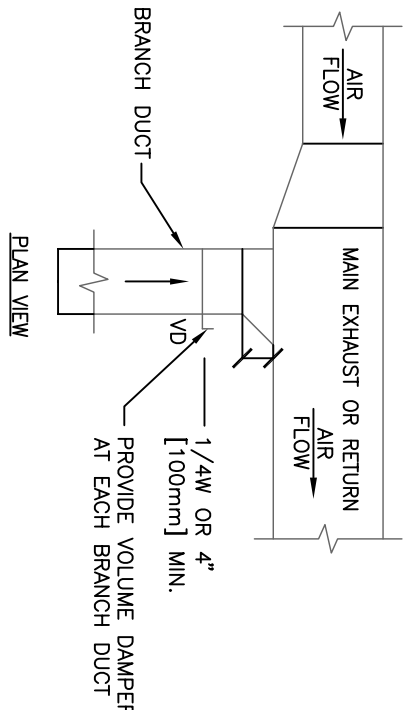 AIR
FLOW
MAIN EXHAUST OR RETURN
AIR
FLOW
BRANCH DUCT
VD
1/4W OR 4"
[100mm] MIN.
PROVIDE VOLUME DAMPER
AT EACH BRANCH DUCT
PLAN VIEW